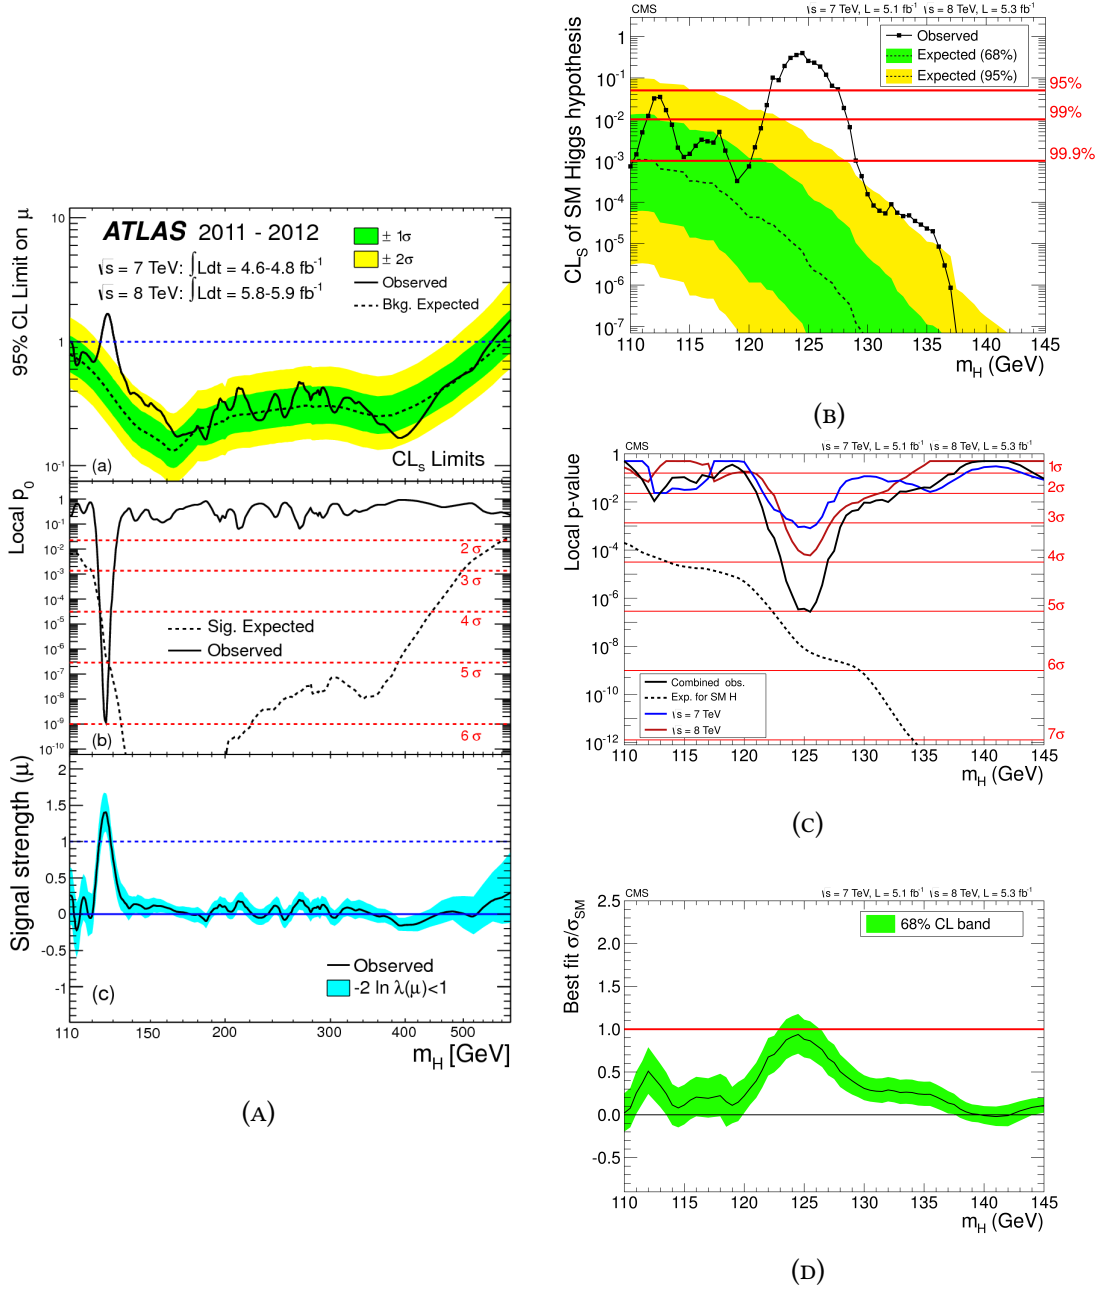 95% CL Limit on μ
10
1
10⁻¹
ATLAS 2011 - 2012
√s = 7 TeV: ∫Ldt = 4.6-4.8 fb⁻¹
√s = 8 TeV: ∫Ldt = 5.8-5.9 fb⁻¹
± 1σ
± 2σ
Observed
Bkg. Expected
(a)
CLₛ Limits
Local p₀
1
10⁻¹
10⁻²
10⁻³
10⁻⁴
10⁻⁵
10⁻⁶
10⁻⁷
10⁻⁸
10⁻⁹
10⁻¹⁰
2 σ
3 σ
4 σ
5 σ
6 σ
Sig. Expected
Observed
(b)
Signal strength (μ)
2
1.5
1
0.5
0
-0.5
-1
Observed
-2 ln λ(μ)<1
(c)
110 150 200 300 400 500
m_H [GeV]
(A)
CMS √s = 7 TeV, L = 5.1 fb⁻¹ √s = 8 TeV, L = 5.3 fb⁻¹
CLₛ of SM Higgs hypothesis
1
10⁻¹
10⁻²
10⁻³
10⁻⁴
10⁻⁵
10⁻⁶
10⁻⁷
Observed
Expected (68%)
Expected (95%)
95%
99%
99.9%
110 115 120 125 130 135 140 145
m_H (GeV)
(B)
CMS √s = 7 TeV, L = 5.1 fb⁻¹ √s = 8 TeV, L = 5.3 fb⁻¹
Local p-value
1
10⁻²
10⁻⁴
10⁻⁶
10⁻⁸
10⁻¹⁰
10⁻¹²
1σ
2σ
3σ
4σ
5σ
6σ
7σ
Combined obs.
Exp. for SM H
√s = 7 TeV
√s = 8 TeV
110 115 120 125 130 135 140 145
m_H (GeV)
(C)
CMS √s = 7 TeV, L = 5.1 fb⁻¹ √s = 8 TeV, L = 5.3 fb⁻¹
Best fit σ/σ_SM
2.5
2.0
1.5
1.0
0.5
0.0
-0.5
68% CL band
110 115 120 125 130 135 140 145
m_H (GeV)
(D)